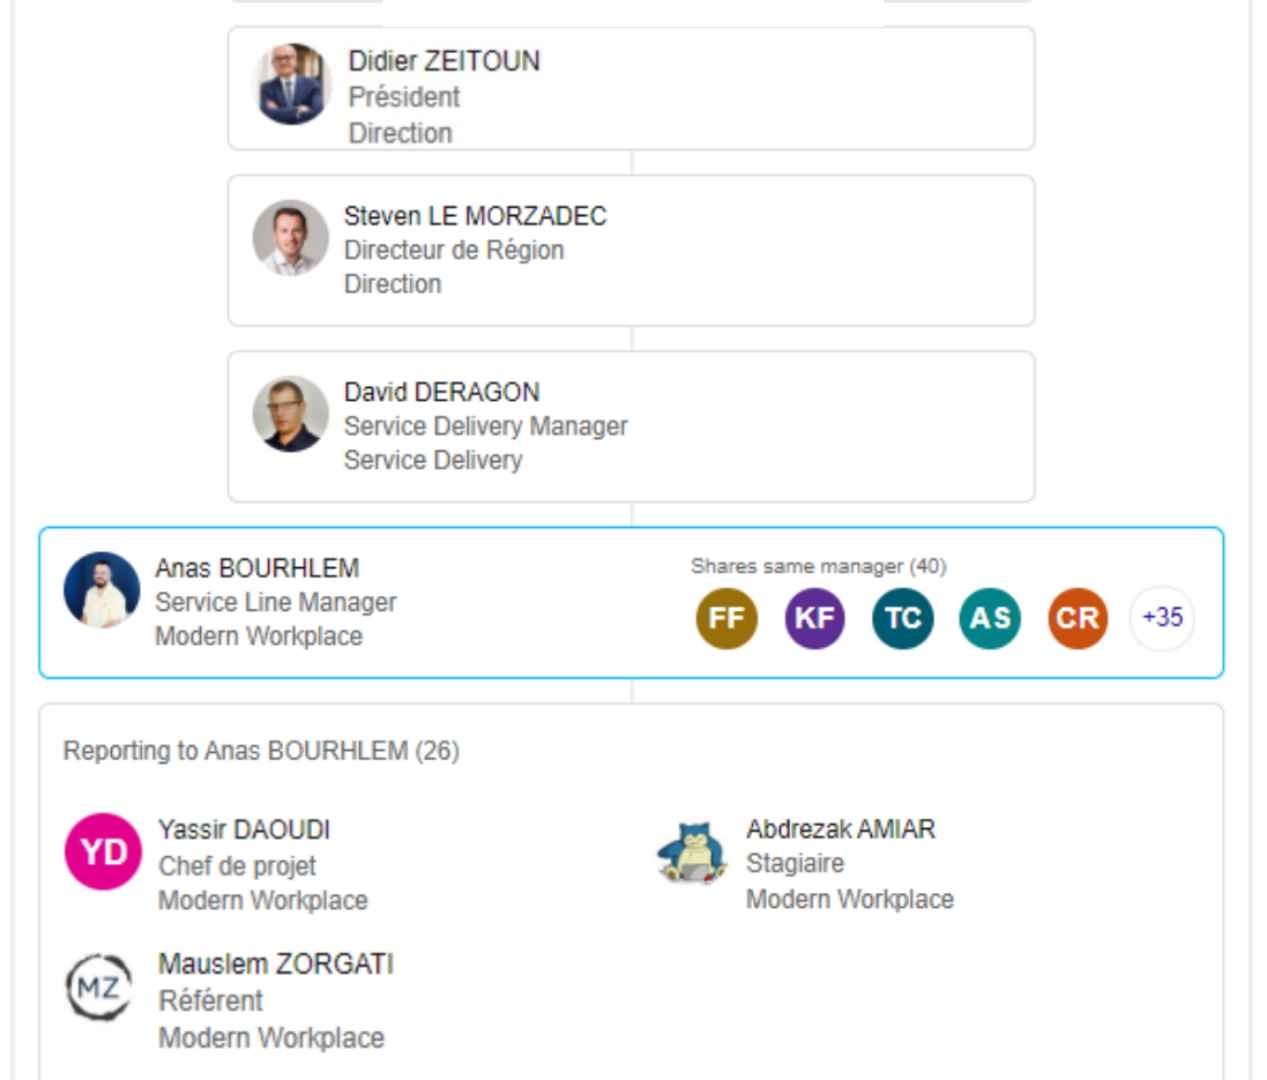 Didier ZEITOUN
Président
Direction
Steven LE MORZADEC
Directeur de Région
Direction
David DERAGON
Service Delivery Manager
Service Delivery
Anas BOURHLEM
Service Line Manager
Modern Workplace
Shares same manager (40)
FF KF TC AS CR +35
Reporting to Anas BOURHLEM (26)
YD
Yassir DAOUDI
Chef de projet
Modern Workplace
Abdrezak AMIAR
Stagiaire
Modern Workplace
MZ
Mauslem ZORGATI
Référent
Modern Workplace